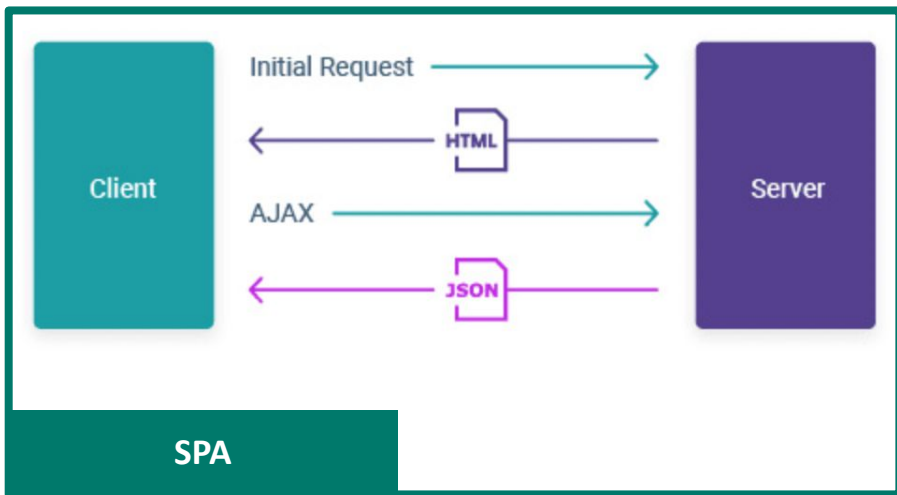 Initial Request
HTML
Client
Server
AJAX
JSON
SPA